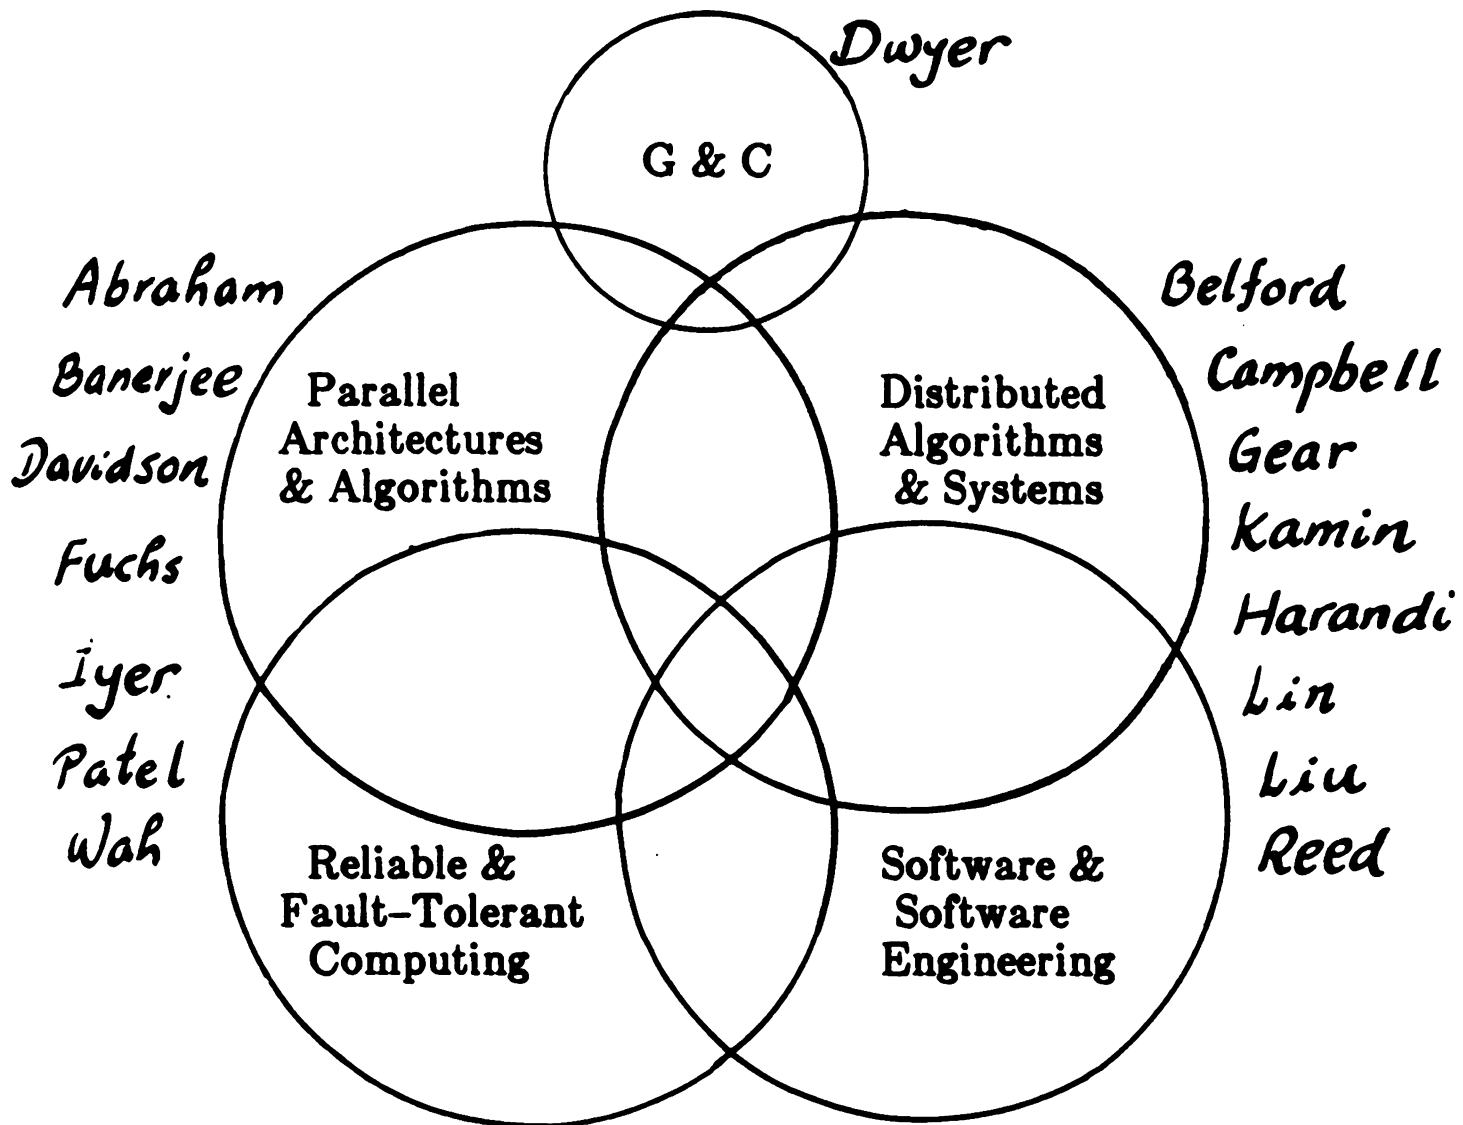 Dwyer
G & C
Abraham
Banerjee
Davidson
Fuchs
Iyer
Patel
Wah
Parallel
Architectures
& Algorithms
Distributed
Algorithms
& Systems
Reliable &
Fault-Tolerant
Computing
Software &
Software
Engineering
Belford
Campbell
Gear
Kamin
Harandi
Lin
Liu
Reed